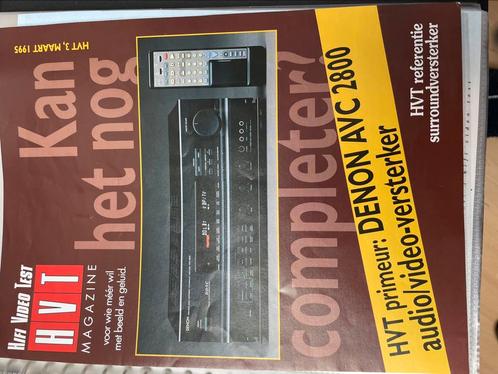 HIFI VIDEO TEST
HVT
MAGAZINE
voor wie méér wil
met beeld en geluid.
HVT 3, MAART 1995
Kan
het nog
completer?
DENON
HVT primeur: DENON AVC 2800
audio/video-versterker
HVT referentie
surroundversterker